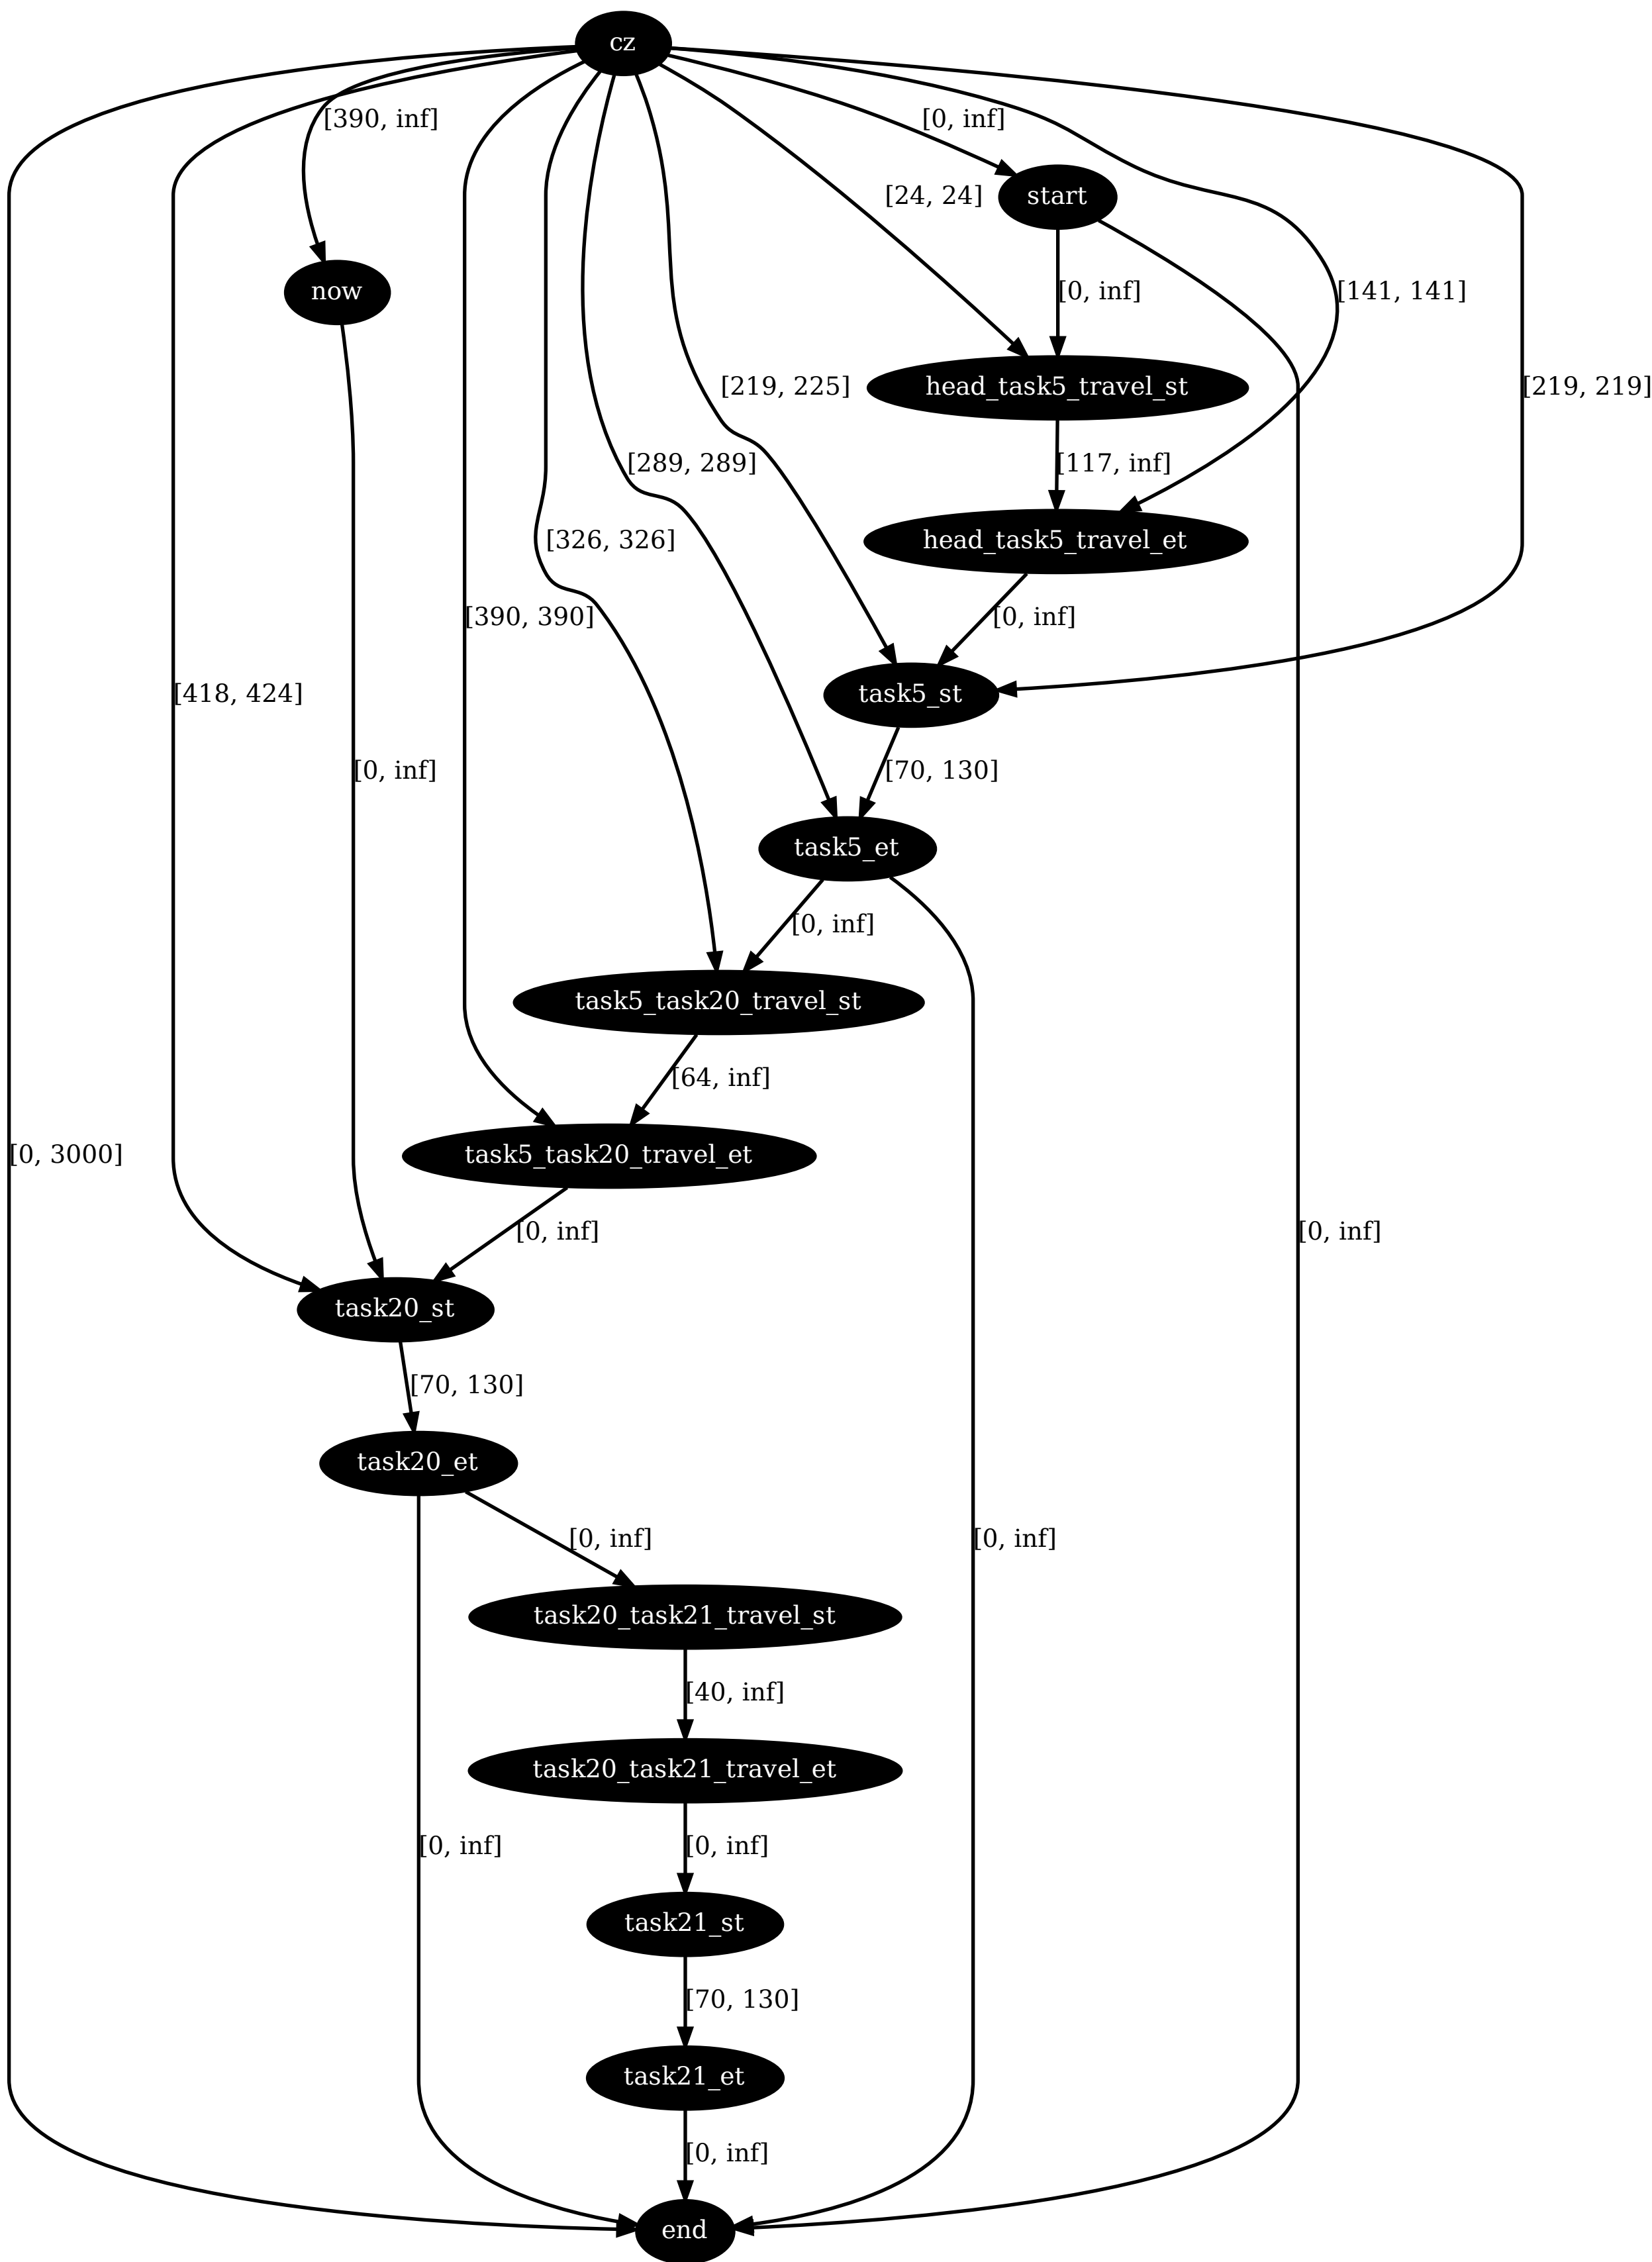 cz
[390, inf]
[0, inf]
[24, 24]
start
now
[0, inf]
[141, 141]
[219, 225]
head_task5_travel_st
[219, 219]
[289, 289]
[117, inf]
[326, 326]
head_task5_travel_et
[390, 390]
[0, inf]
[418, 424]
task5_st
[0, inf]
[70, 130]
task5_et
[0, inf]
task5_task20_travel_st
[64, inf]
[0, 3000]
task5_task20_travel_et
[0, inf]
[0, inf]
task20_st
[70, 130]
task20_et
[0, inf]
[0, inf]
task20_task21_travel_st
[40, inf]
task20_task21_travel_et
[0, inf]
[0, inf]
task21_st
[70, 130]
task21_et
[0, inf]
end